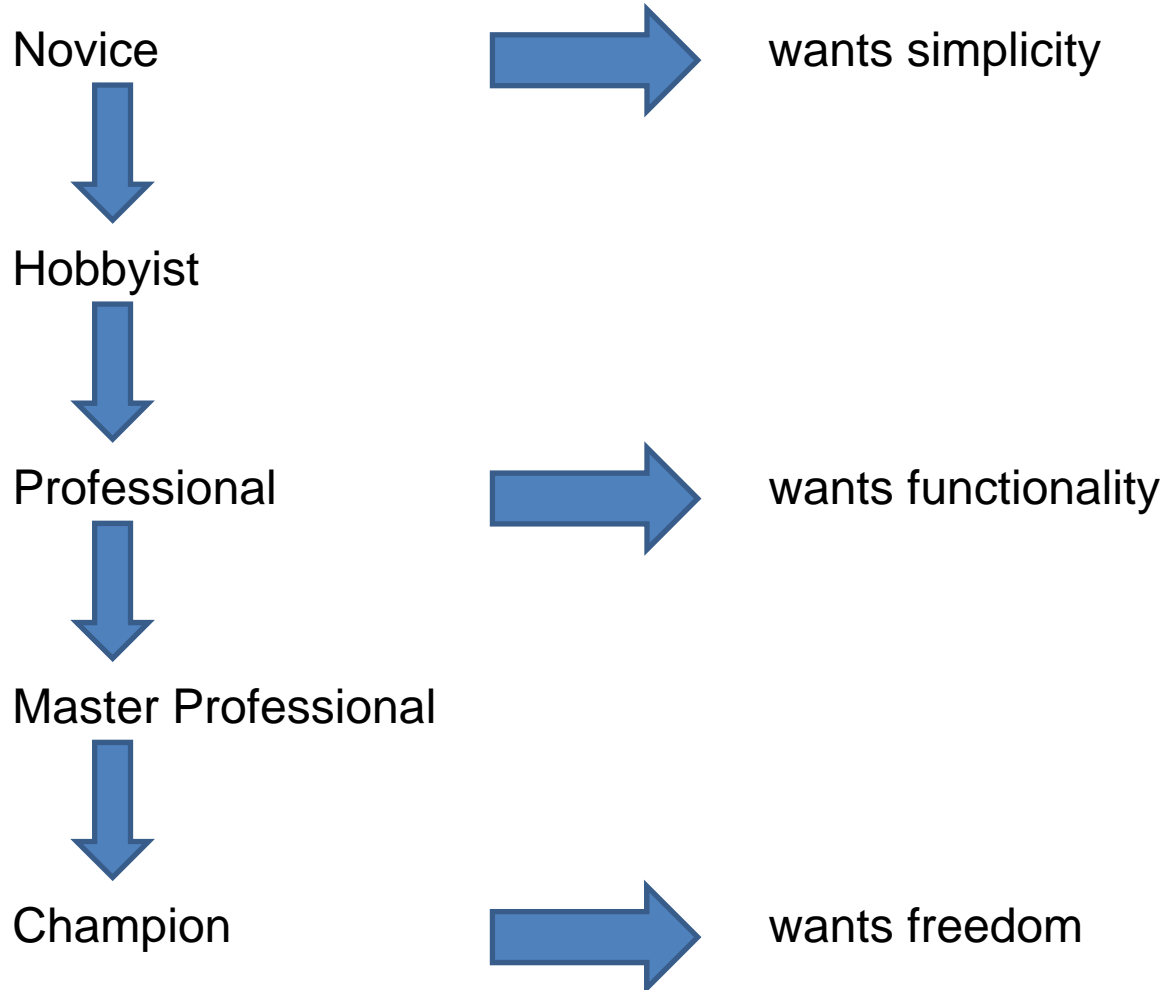 Novice
wants simplicity
Hobbyist
Professional
wants functionality
Master Professional
Champion
wants freedom